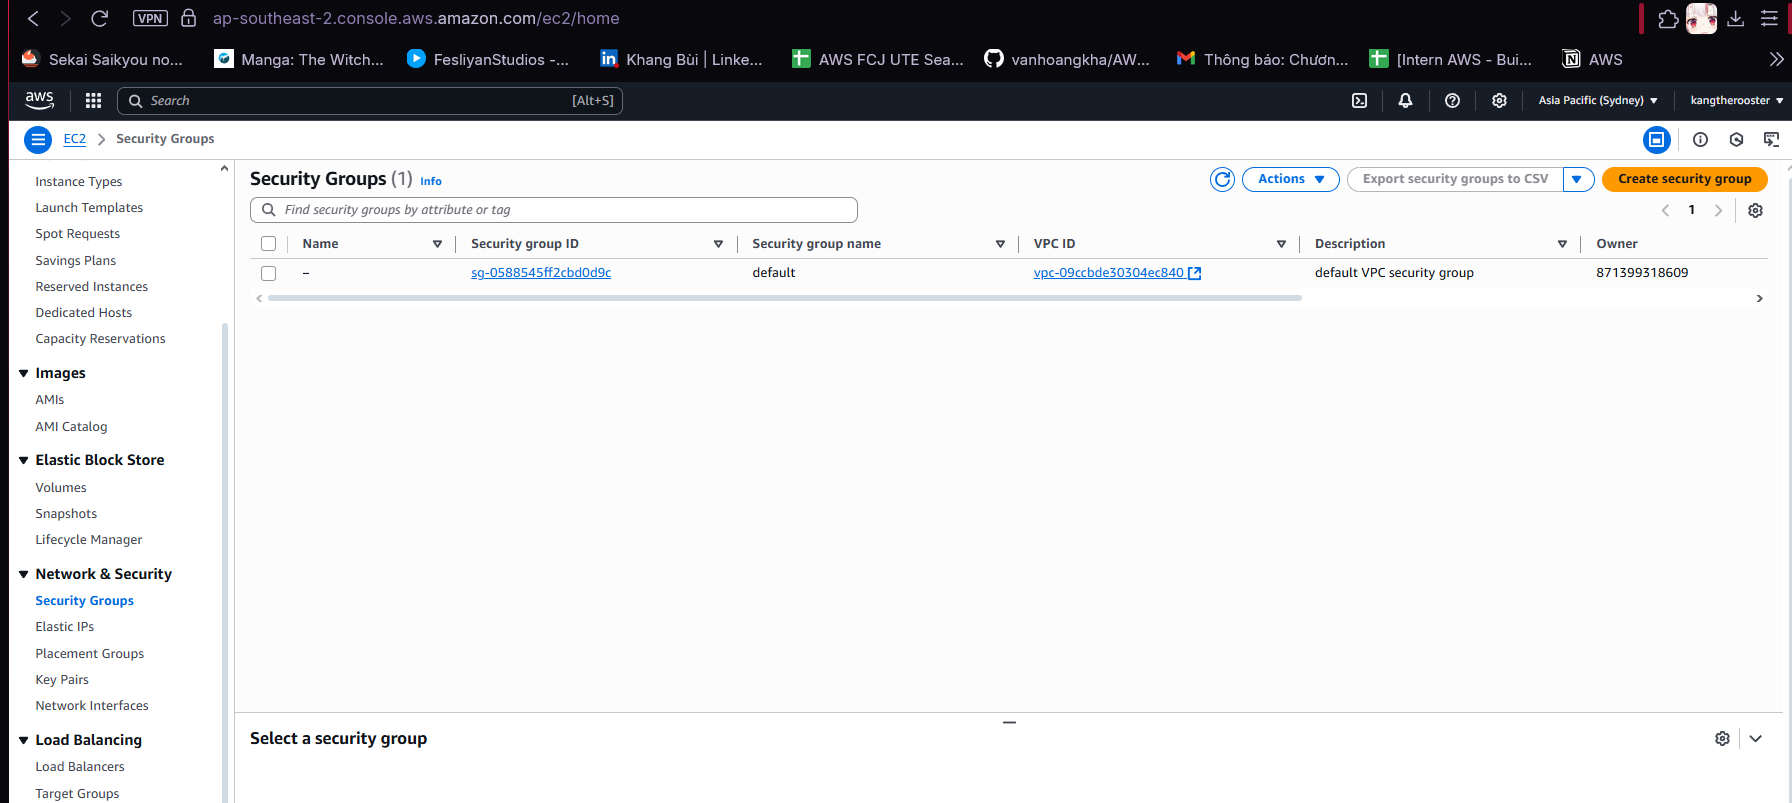 VPN ap-southeast-2.console.aws.amazon.com/ec2/home
Sekai Saikyou no... Manga: The Witch... FesliyanStudios -... Khang Bùi | Linke... AWS FCJ UTE Sea... vanhoangkha/AW... Thông báo: Chươn... [Intern AWS - Bui... AWS
aws Search [Alt+S] Asia Pacific (Sydney) kangtherooster
EC2 Security Groups
Instance Types
Launch Templates
Spot Requests
Savings Plans
Reserved Instances
Dedicated Hosts
Capacity Reservations
Images
AMIs
AMI Catalog
Elastic Block Store
Volumes
Snapshots
Lifecycle Manager
Network & Security
Security Groups
Elastic IPs
Placement Groups
Key Pairs
Network Interfaces
Load Balancing
Load Balancers
Target Groups
Security Groups (1) Info Actions Export security groups to CSV Create security group
Find security groups by attribute or tag 1
Name Security group ID Security group name VPC ID Description Owner
– sg-0588545ff2cbd0d9c default vpc-09ccbde30304ec840 default VPC security group 871399318609
Select a security group